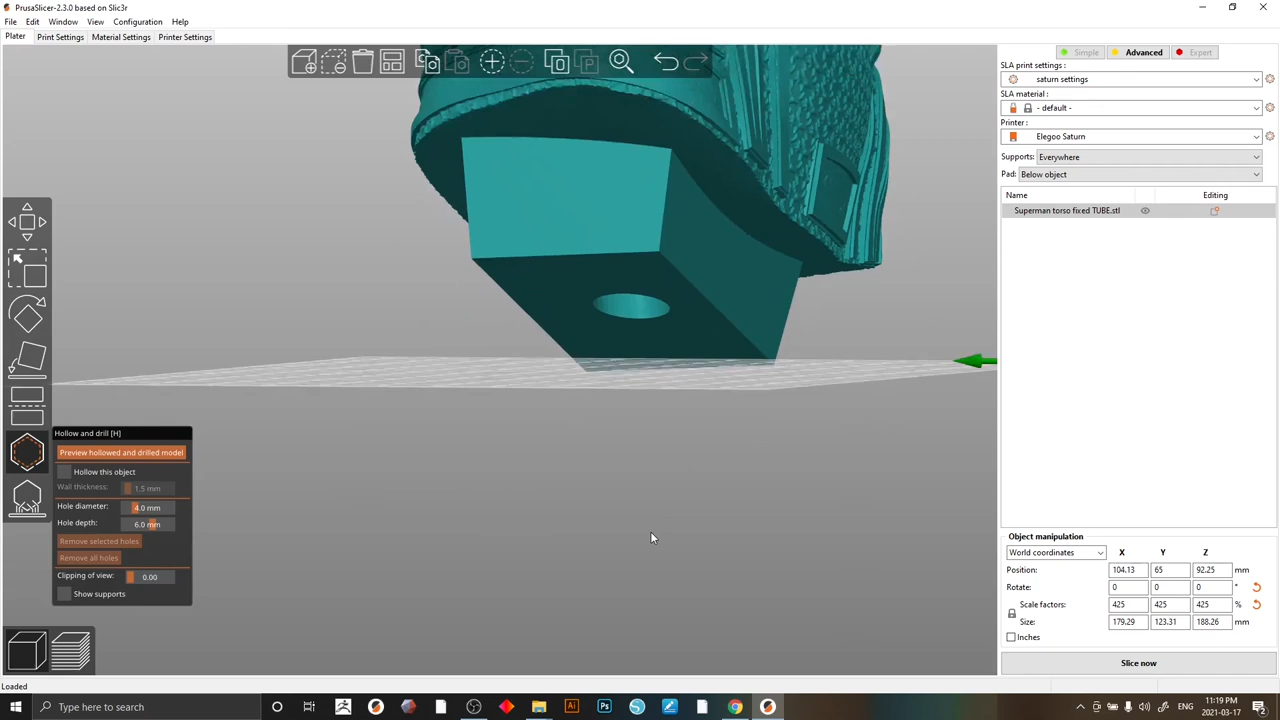 PrusaSlicer-2.3.0 based on Slic3r
File Edit Window View Configuration Help
Plater Print Settings Material Settings Printer Settings
Simple Advanced Expert
SLA print settings :
saturn settings
SLA material :
- default -
Printer :
Elegoo Saturn
Supports: Everywhere
Pad: Below object
Name Editing
Superman torso fixed TUBE.stl
Hollow and drill [H]
Preview hollowed and drilled model
Hollow this object
Wall thickness: 1.5 mm
Hole diameter: 4.0 mm
Hole depth: 6.0 mm
Remove selected holes
Remove all holes
Clipping of view: 0.00
Show supports
Object manipulation
World coordinates X Y Z
Position: 104.13 65 92.25 mm
Rotate: 0 0 0 °
Scale factors: 425 425 425 %
Size: 179.29 123.31 188.26 mm
Inches
Slice now
Loaded
Type here to search
Ai
Ps
11:19 PM
2021-03-17
2